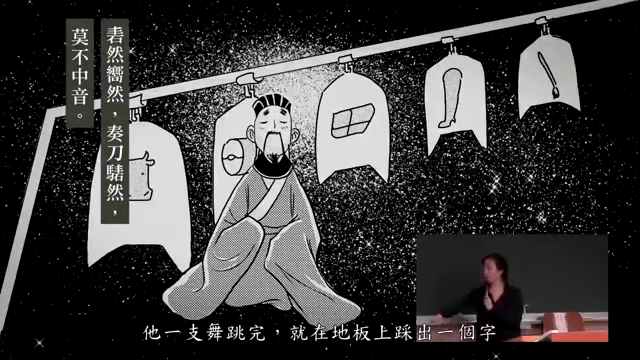 砉然嚮然，奏刀騞然，
莫不中音。
他一支舞跳完，就在地板上踩出一個字